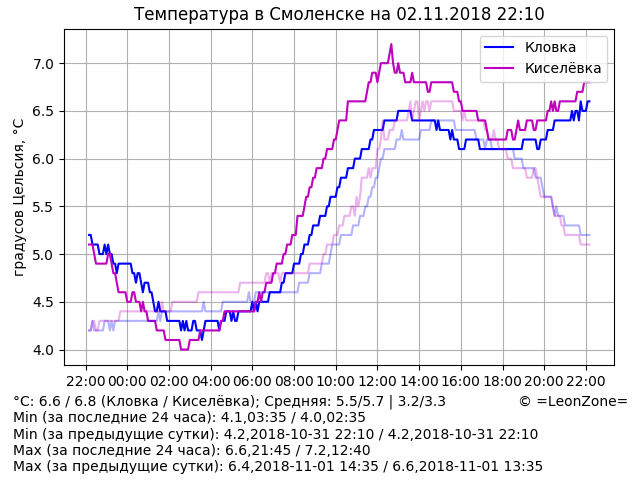 Температура в Смоленске на 02.11.2018 22:10
Кловка
Киселёвка
градусов Цельсия, °C
7.0
6.5
6.0
5.5
5.0
4.5
4.0
22:00 00:00 02:00 04:00 06:00 08:00 10:00 12:00 14:00 16:00 18:00 20:00 22:00
°C: 6.6 / 6.8 (Кловка / Киселёвка); Средняя: 5.5/5.7 | 3.2/3.3 © =LeonZone=
Min (за последние 24 часа): 4.1,03:35 / 4.0,02:35
Min (за предыдущие сутки): 4.2,2018-10-31 22:10 / 4.2,2018-10-31 22:10
Max (за последние 24 часа): 6.6,21:45 / 7.2,12:40
Max (за предыдущие сутки): 6.4,2018-11-01 14:35 / 6.6,2018-11-01 13:35